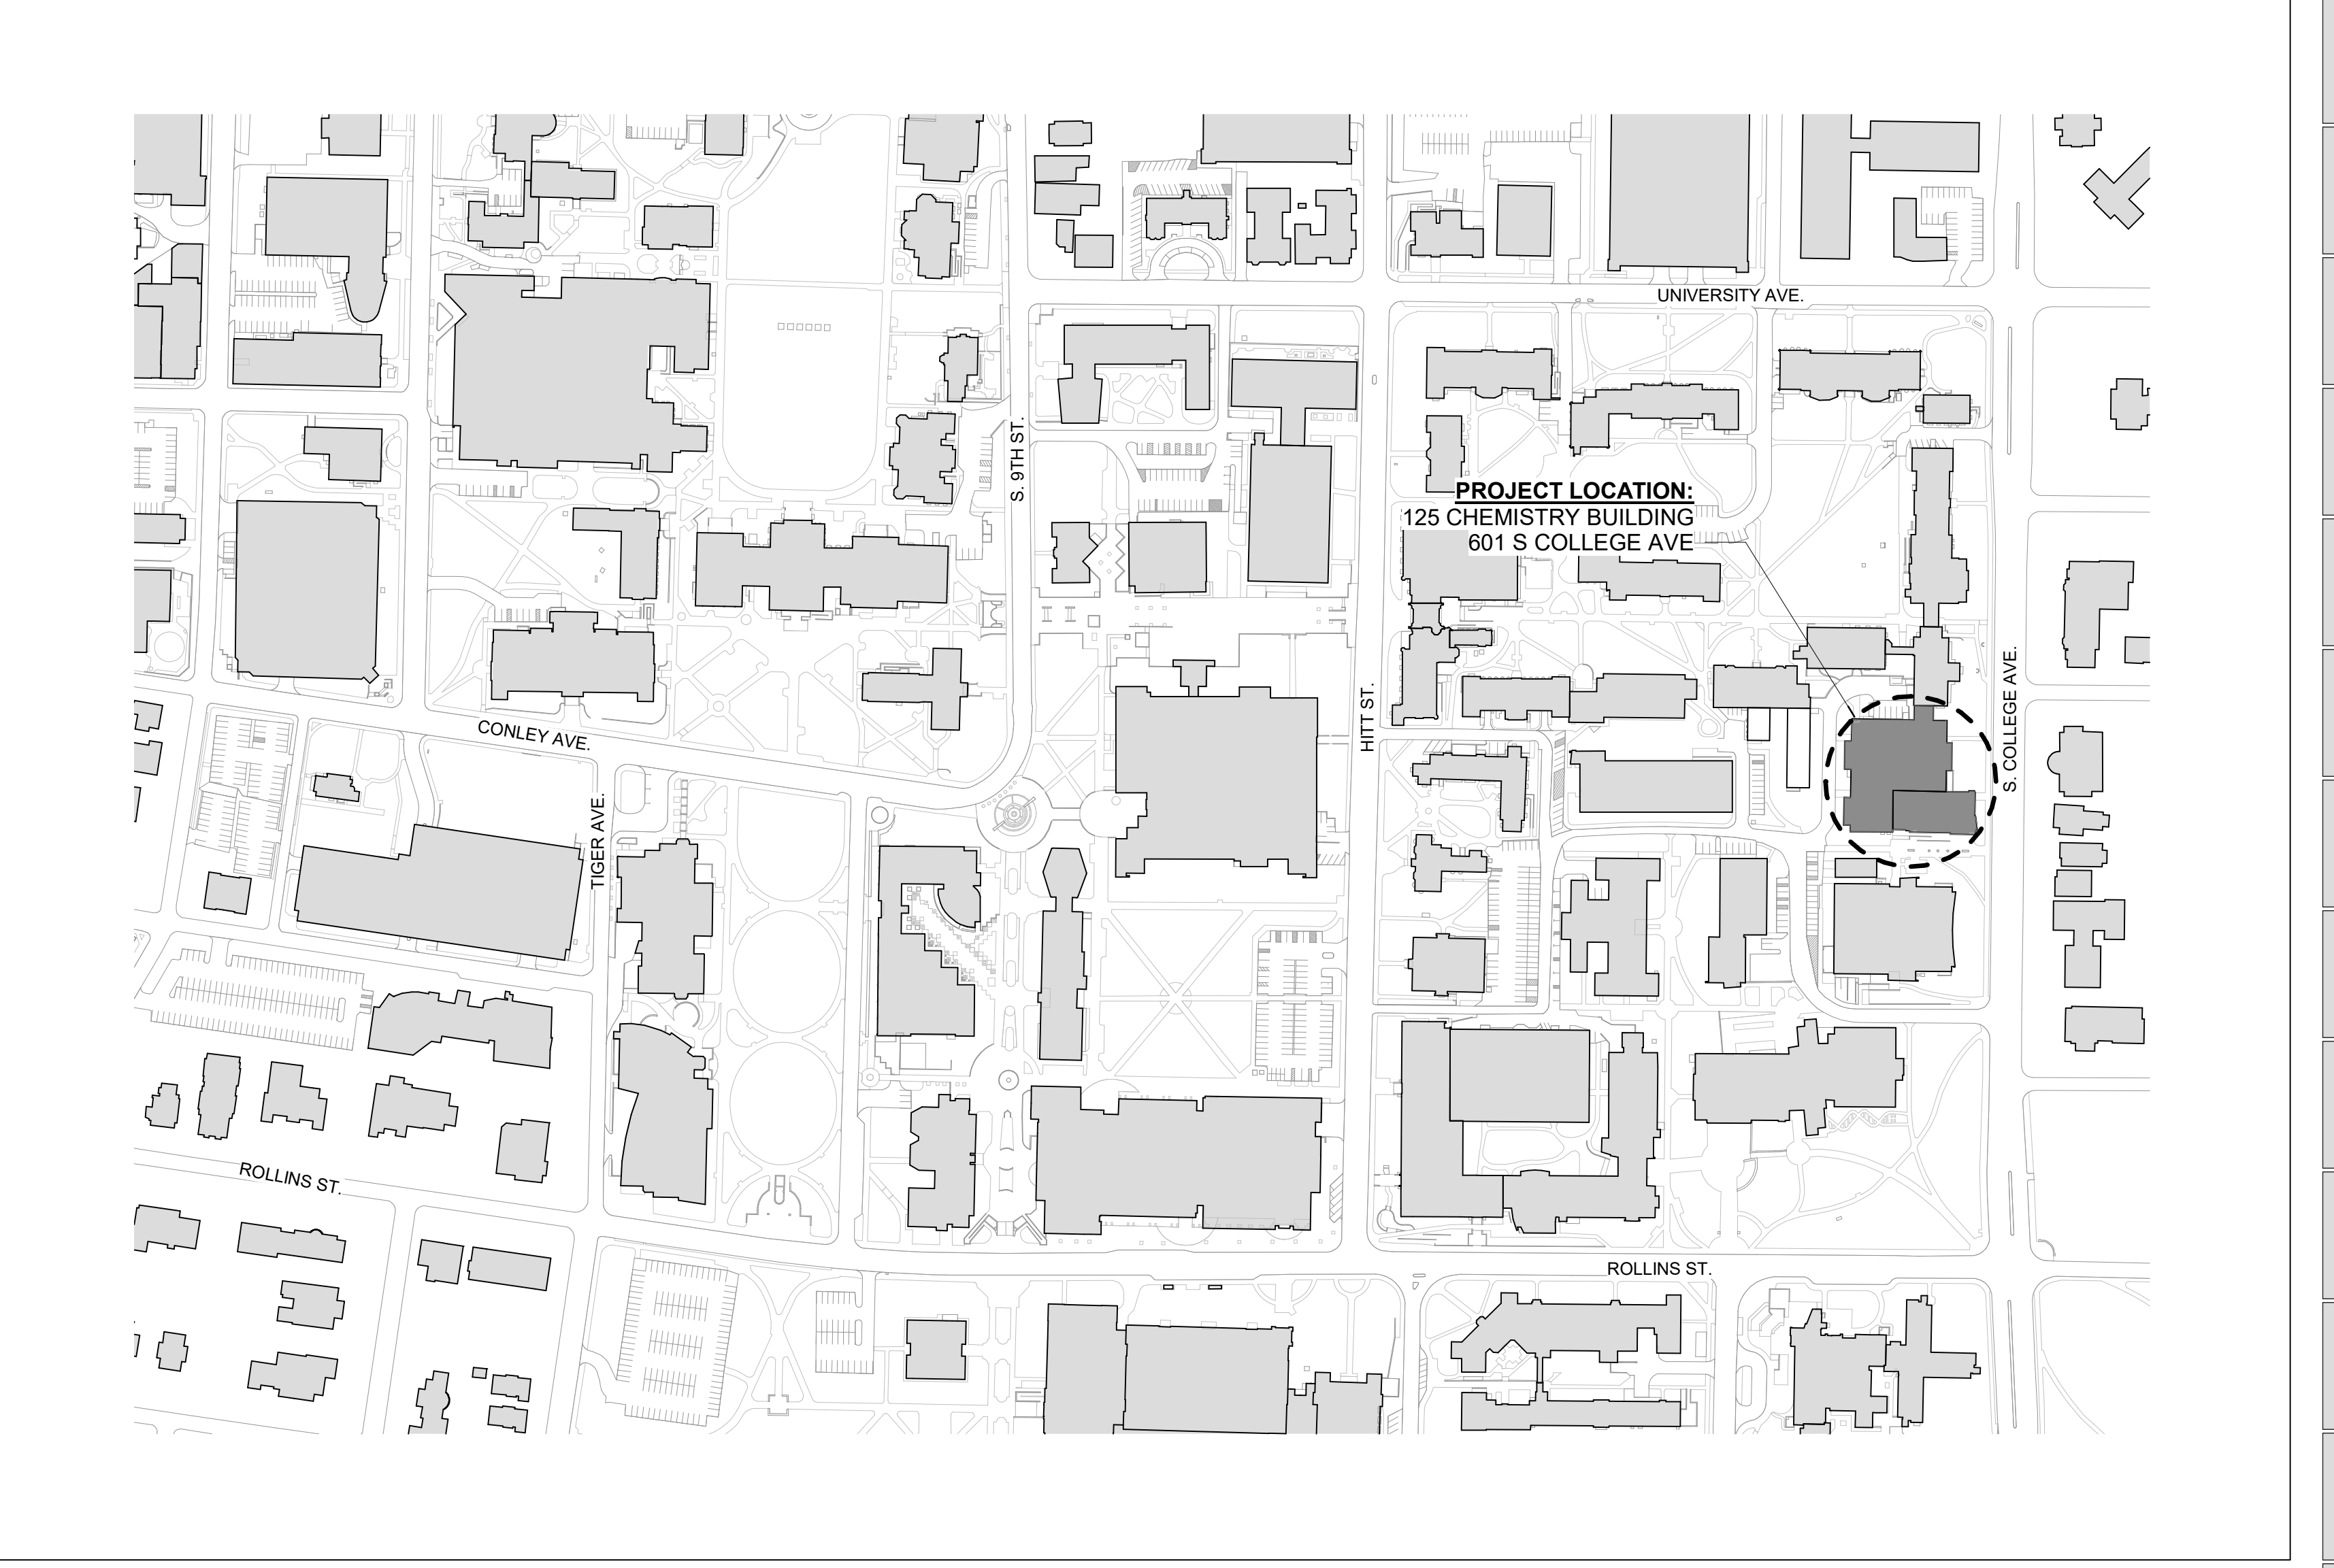 UNIVERSITY AVE.
S. 9TH ST.
PROJECT LOCATION:
125 CHEMISTRY BUILDING
601 S COLLEGE AVE
S. COLLEGE AVE.
HITT ST.
CONLEY AVE.
TIGER AVE.
ROLLINS ST.
ROLLINS ST.